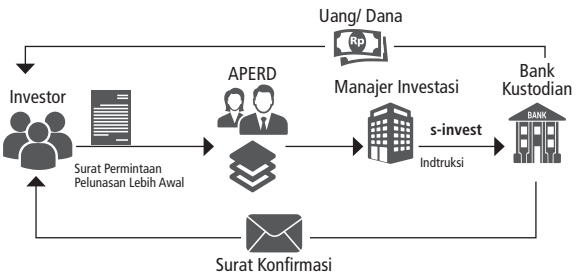 Uang/ Dana
Rp
Investor
APERD
Manajer Investasi
Bank
Kustodian
BANK
s-invest
Surat Permintaan
Pelunasan Lebih Awal
Indtruksi
Surat Konfirmasi